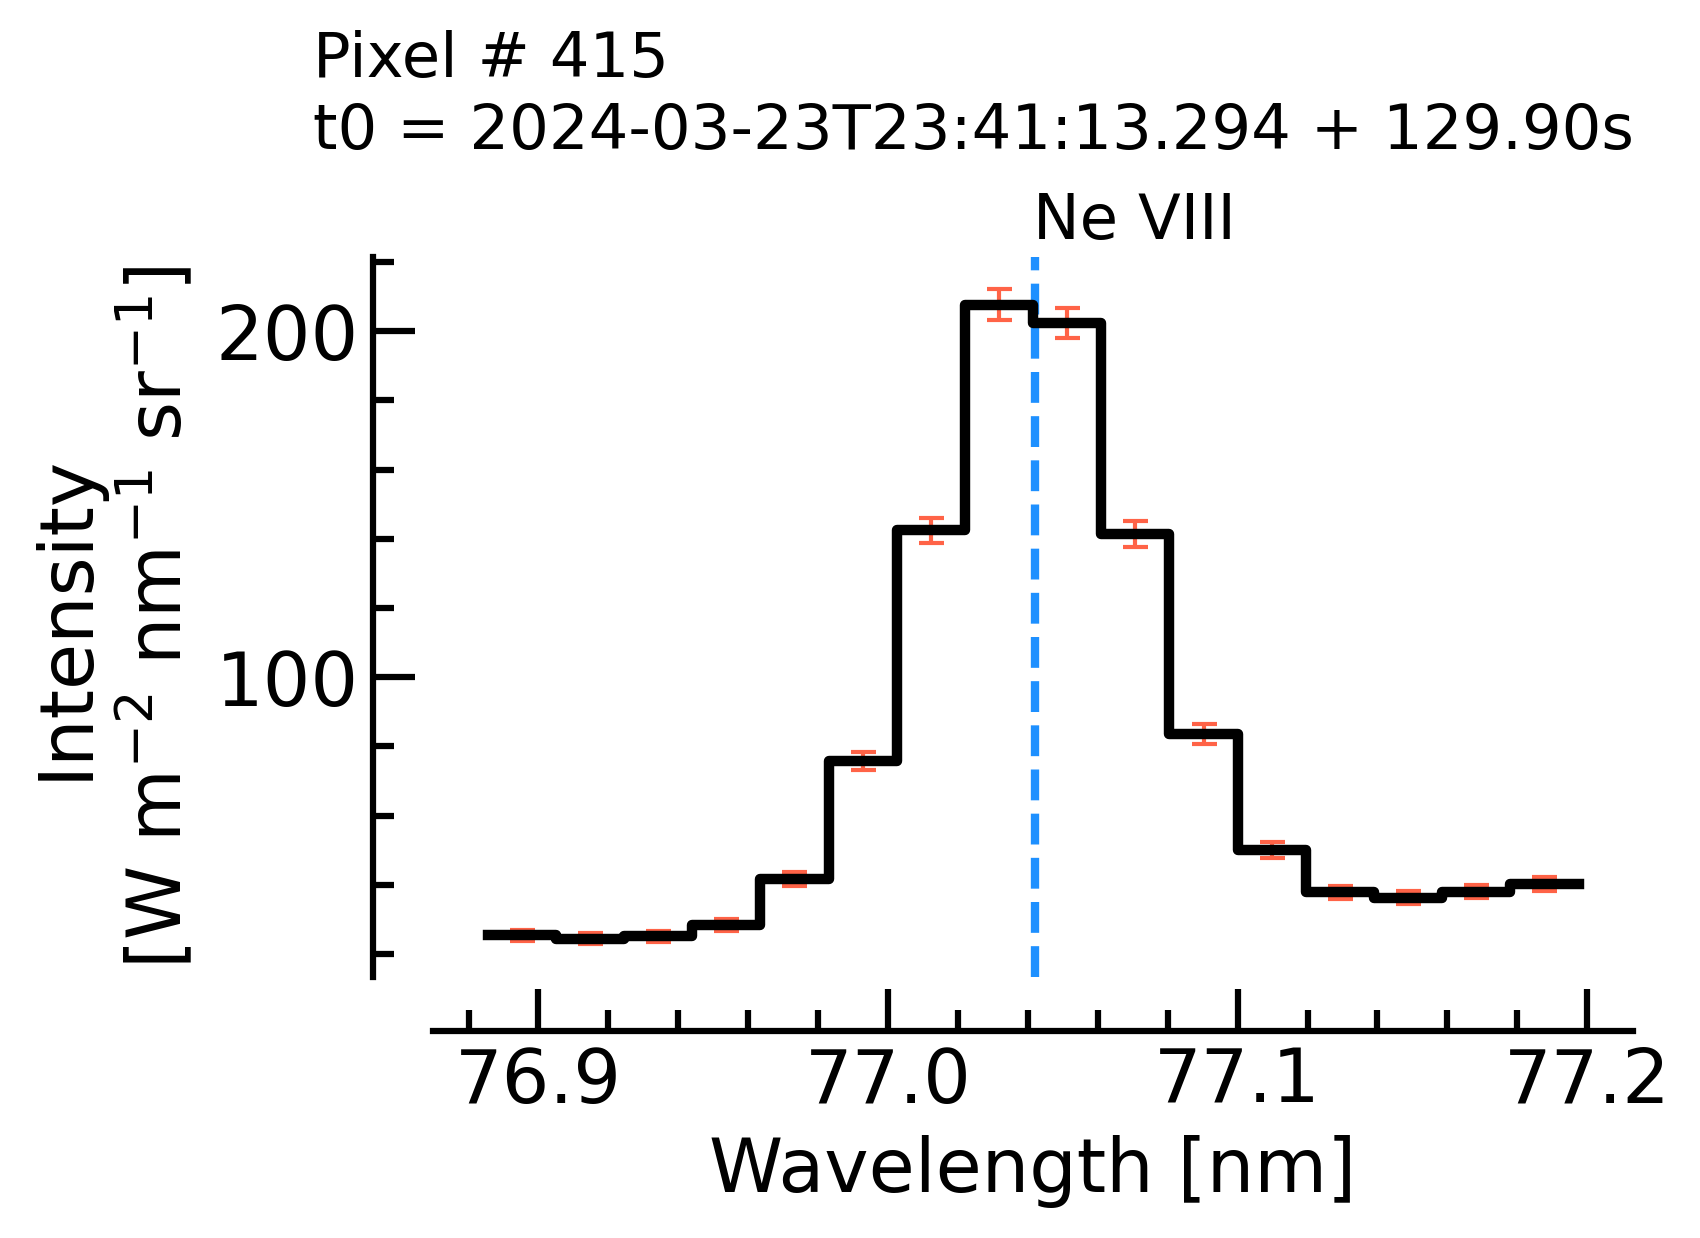 Pixel # 415
t0 = 2024-03-23T23:41:13.294 + 129.90s
Ne VIII
Intensity
[W m⁻² nm⁻¹ sr⁻¹]
200
100
76.9 77.0 77.1 77.2
Wavelength [nm]